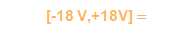 [-18 V,+18V] =